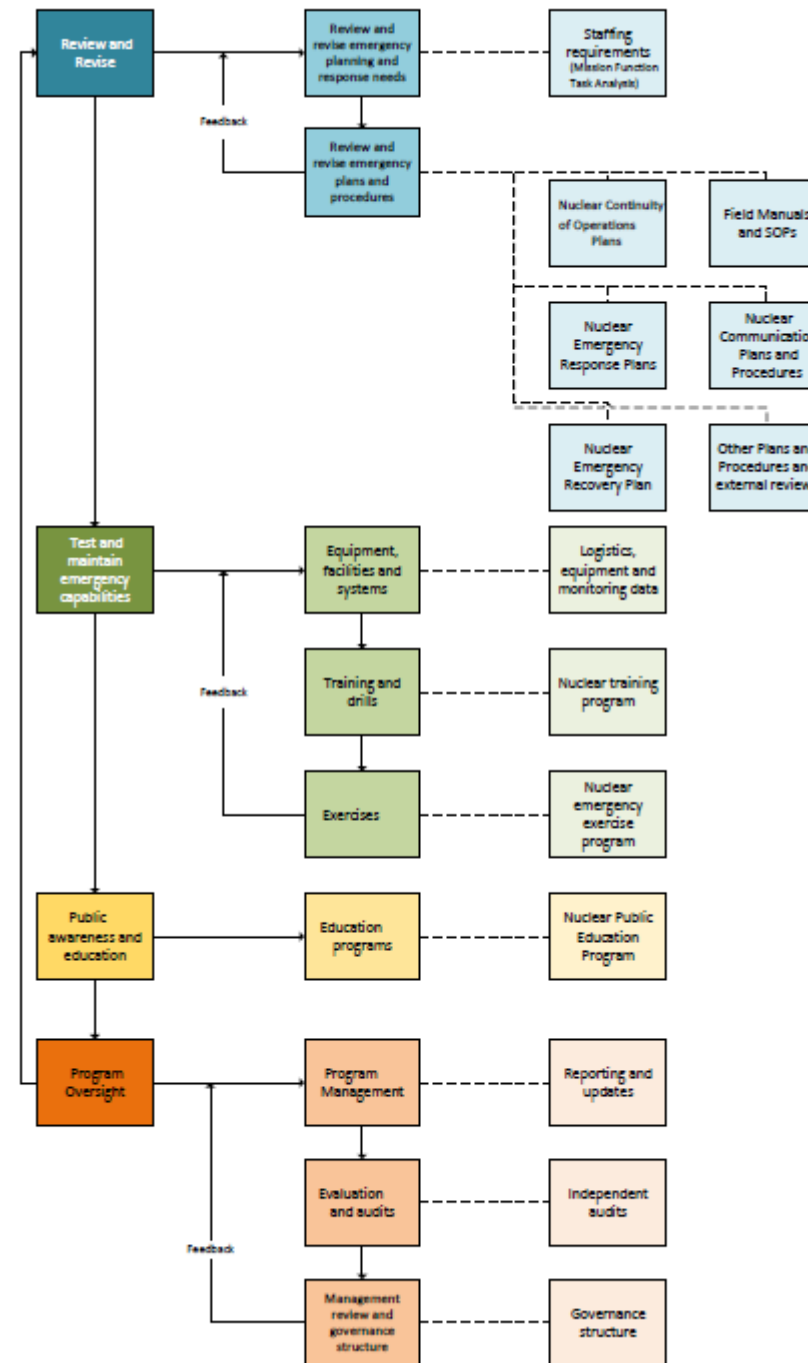 Review and
Revise
Review and
revise emergency
planning and
response needs
Staffing
requirements
(Mission Function
Task Analysis)
Feedback
Review and
revise emergency
plans and
procedures
Nuclear Continuity
of Operations
Plans
Field Manuals
and SOPs
Nuclear
Emergency
Response Plans
Nuclear
Communicatio
Plans and
Procedures
Nuclear
Emergency
Recovery Plan
Other Plans an
Procedures an
external review
Test and
maintain
emergency
capabilities
Equipment,
facilities and
systems
Logistics,
equipment and
monitoring data
Feedback
Training and
drills
Nuclear training
program
Exercises
Nuclear
emergency
exercise
program
Public
awareness and
education
Education
programs
Nuclear Public
Education
Program
Program
Oversight
Program
Management
Reporting and
updates
Evaluation
and audits
Independent
audits
Feedback
Management
review and
governance
structure
Governance
structure